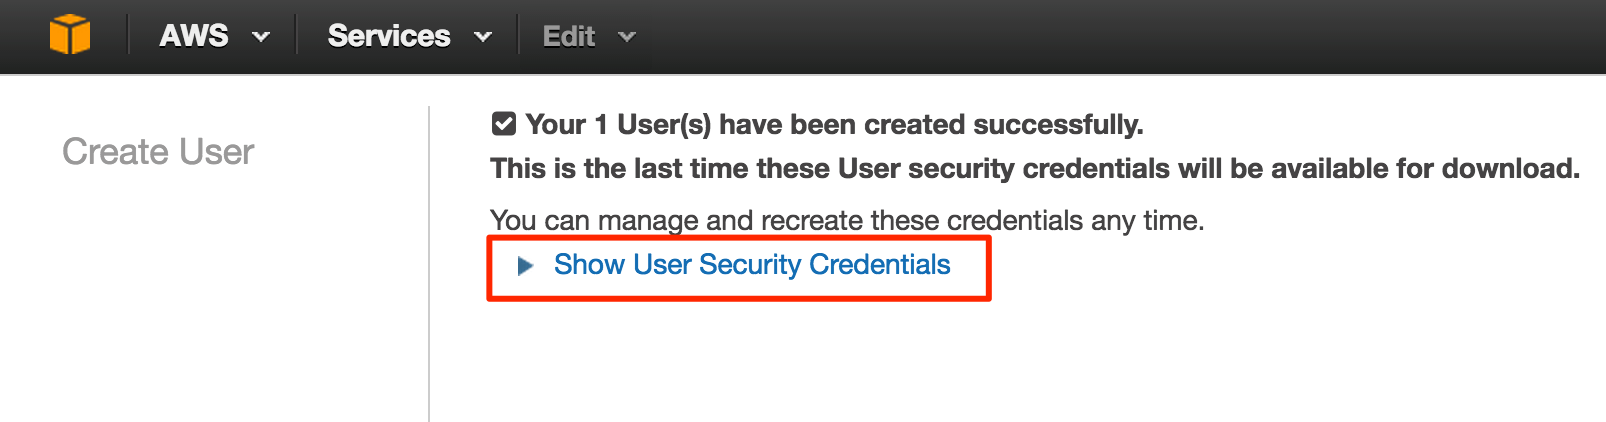 AWS Services Edit
Create User
Your 1 User(s) have been created successfully.
This is the last time these User security credentials will be available for download.
You can manage and recreate these credentials any time.
Show User Security Credentials